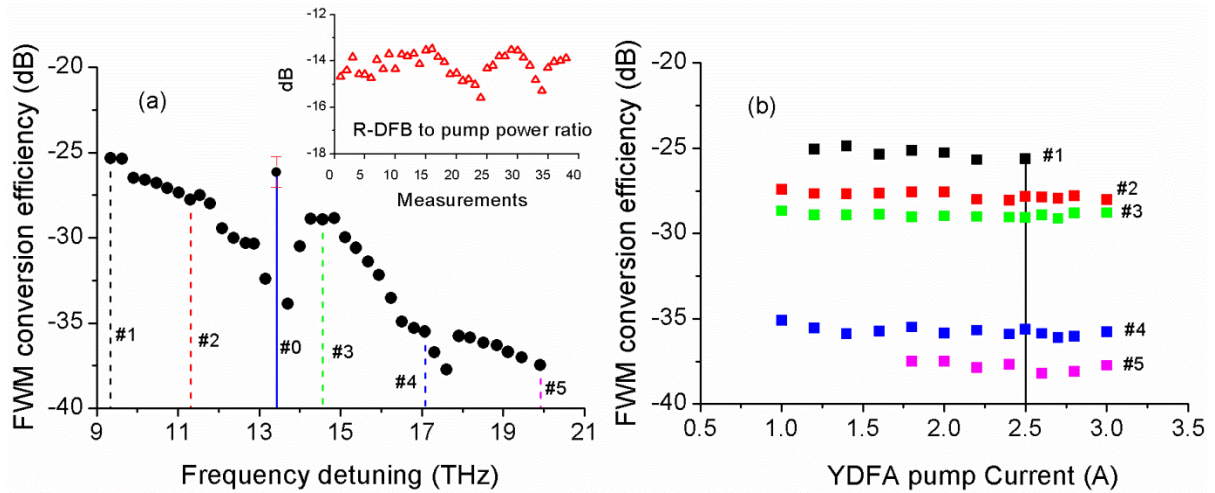 FWM conversion efficiency (dB)
-20
-25
-30
-35
-40
(a)
dB
-12
-14
-16
-18
R-DFB to pump power ratio
0 5 10 15 20 25 30 35 40
Measurements
#1
#2
#0
#3
#4
#5
9 11 13 15 17 19 21
Frequency detuning (THz)
FWM conversion efficiency (dB)
-20
-25
-30
-35
-40
(b)
#1
#2
#3
#4
#5
0.5 1.0 1.5 2.0 2.5 3.0 3.5
YDFA pump Current (A)